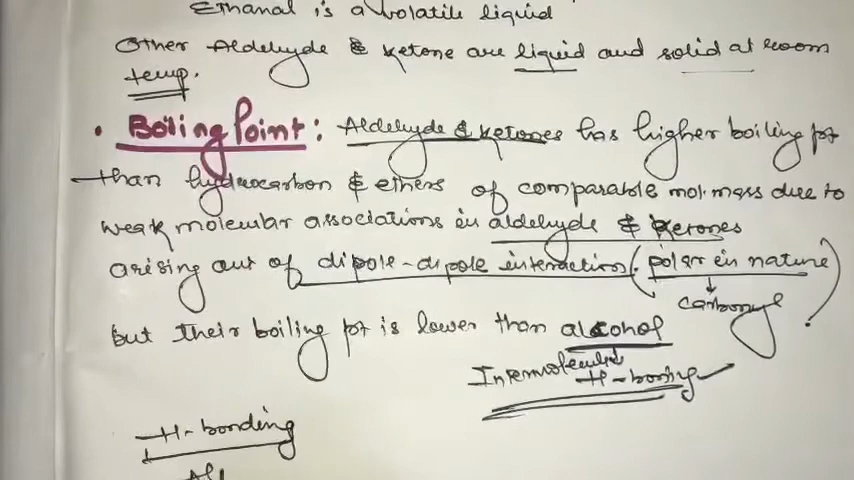 Ethanal is a volatile liquid
Other Aldehyde & ketone are liquid and solid at room
temp.
• Boiling Point : Aldehyde & ketones has higher boiling pt
than hydrocarbon & ethers of comparable mol. mass due to
weak molecular associations in aldehyde & ketones
arising out of dipole-dipole interaction (polar in nature)
carbonyl
but their boiling pt is lower than alcohol
Intermolecular
H-bonding
H-bonding